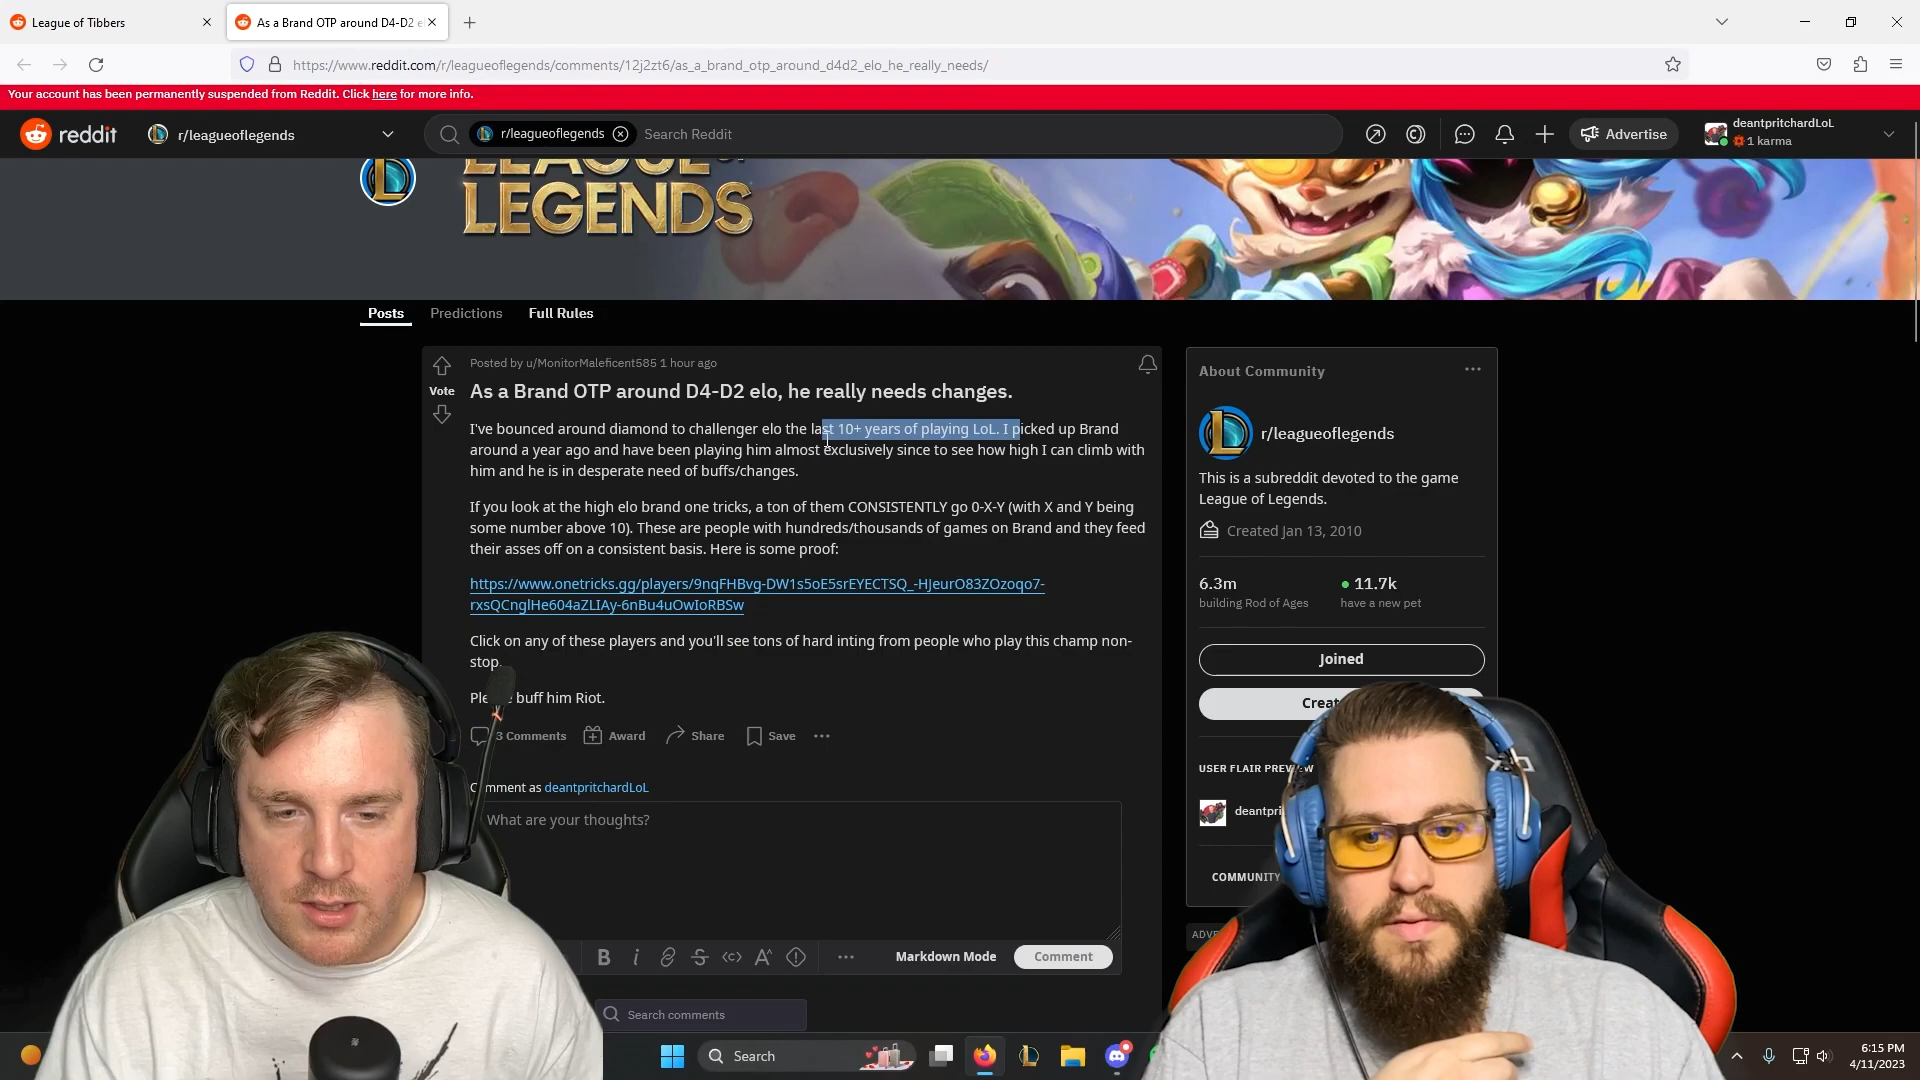 League of Tibbers
As a Brand OTP around D4-D2 e
https://www.reddit.com/r/leagueoflegends/comments/12j2zt6/as_a_brand_otp_around_d4d2_elo_he_really_needs/
Your account has been permanently suspended from Reddit. Click here for more info.
reddit
r/leagueoflegends
r/leagueoflegends
Search Reddit
Advertise
deantpritchardLoL
1 karma
LEAGUE OF
LEGENDS
Posts
Predictions
Full Rules
Posted by u/MonitorMaleficent585 1 hour ago
Vote
As a Brand OTP around D4-D2 elo, he really needs changes.
I've bounced around diamond to challenger elo the last 10+ years of playing LoL. I picked up Brand
around a year ago and have been playing him almost exclusively since to see how high I can climb with
him and he is in desperate need of buffs/changes.
If you look at the high elo brand one tricks, a ton of them CONSISTENTLY go 0-X-Y (with X and Y being
some number above 10). These are people with hundreds/thousands of games on Brand and they feed
their asses off on a consistent basis. Here is some proof:
https://www.onetricks.gg/players/9nqFHBvg-DW1s5oE5srEYECTSQ_-HJeurO83ZOzoqo7-
rxsQCnglHe604aZLIAy-6nBu4uOwIoRBSw
Click on any of these players and you'll see tons of hard inting from people who play this champ non-
stop.
Ple e buff him Riot.
3 Comments
Award
Share
Save
C mment as deantpritchardLoL
What are your thoughts?
Markdown Mode
Comment
Search comments
About Community
r/leagueoflegends
This is a subreddit devoted to the game
League of Legends.
Created Jan 13, 2010
6.3m
11.7k
building Rod of Ages
have a new pet
Joined
Creat
USER FLAIR PREVIEW
deantpri
COMMUNITY
ADVE
Search
6:15 PM
4/11/2023